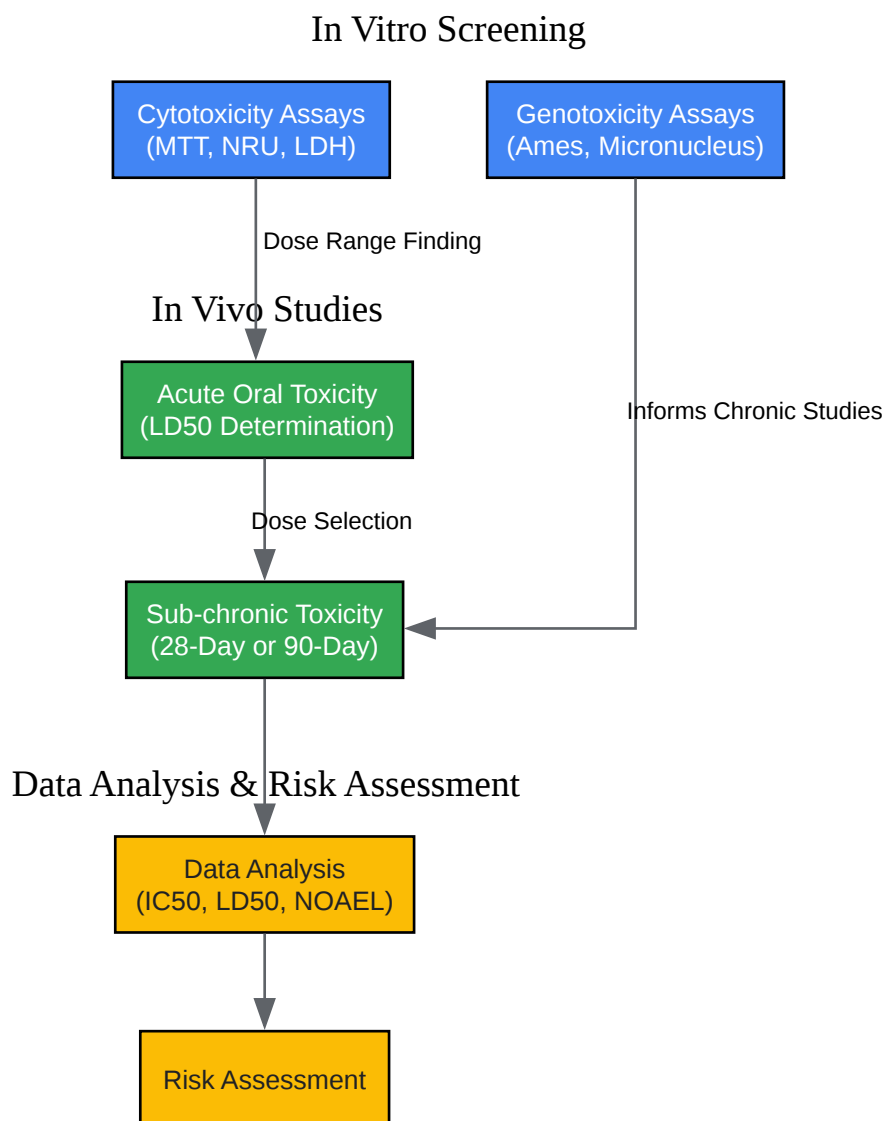 In Vitro Screening
Cytotoxicity Assays
(MTT, NRU, LDH)
Genotoxicity Assays
(Ames, Micronucleus)
Dose Range Finding
In Vivo Studies
Acute Oral Toxicity
(LD50 Determination)
Informs Chronic Studies
Dose Selection
Sub-chronic Toxicity
(28-Day or 90-Day)
Data Analysis & Risk Assessment
Data Analysis
(IC50, LD50, NOAEL)
Risk Assessment